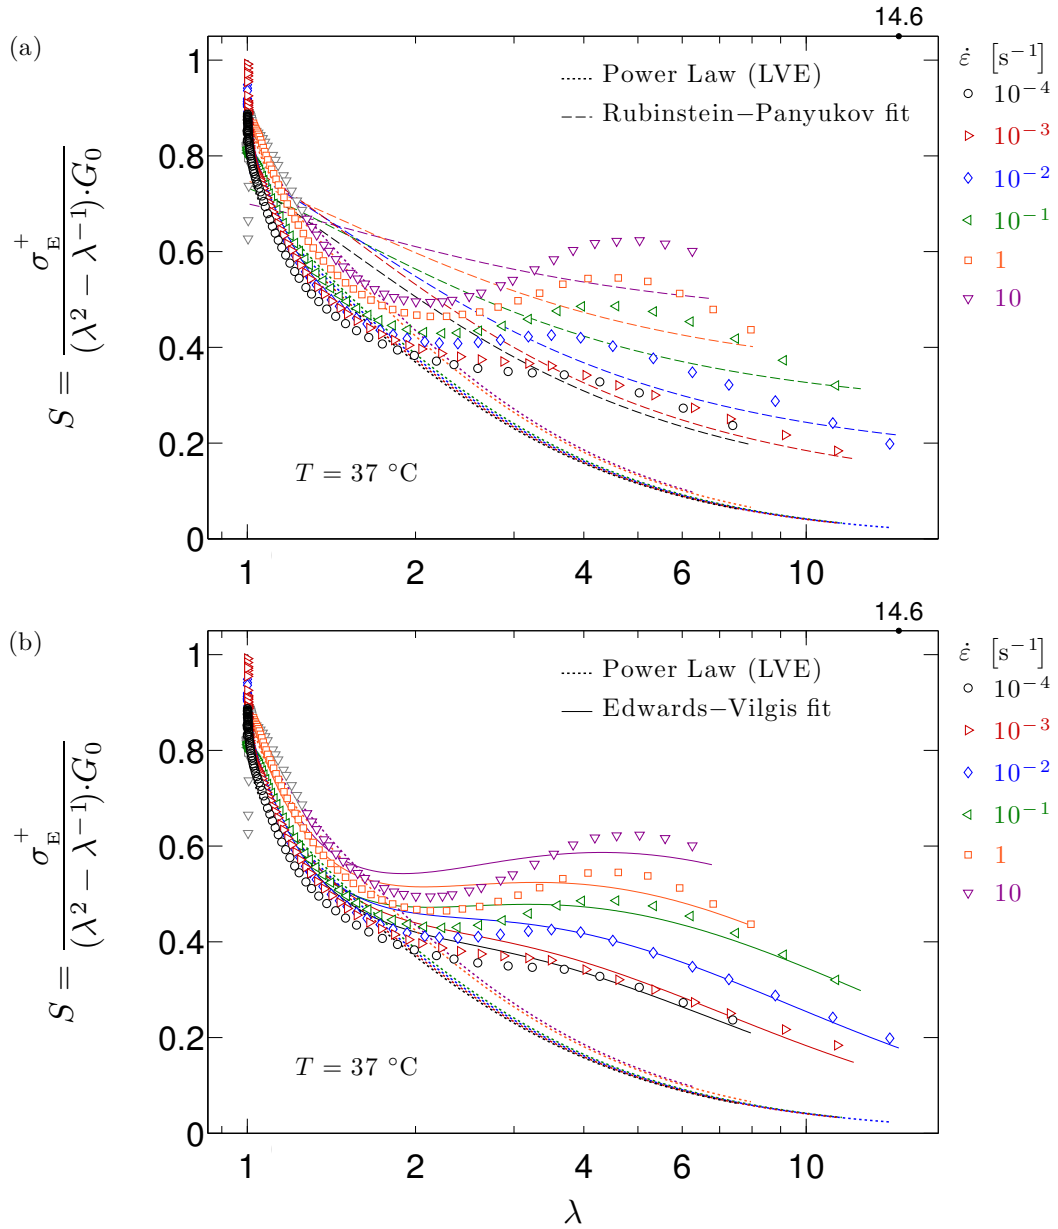 14.6
(a)
1
0.8
0.6
0.4
0.2
0
S = σ_E^+ / (λ² − λ⁻¹)·G₀
Power Law (LVE)
Rubinstein−Panyukov fit
T = 37 °C
1 2 4 6 10
ε̇ [s⁻¹]
10⁻⁴
10⁻³
10⁻²
10⁻¹
1
10
14.6
(b)
1
0.8
0.6
0.4
0.2
0
S = σ_E^+ / (λ² − λ⁻¹)·G₀
Power Law (LVE)
Edwards−Vilgis fit
T = 37 °C
1 2 4 6 10
λ
ε̇ [s⁻¹]
10⁻⁴
10⁻³
10⁻²
10⁻¹
1
10